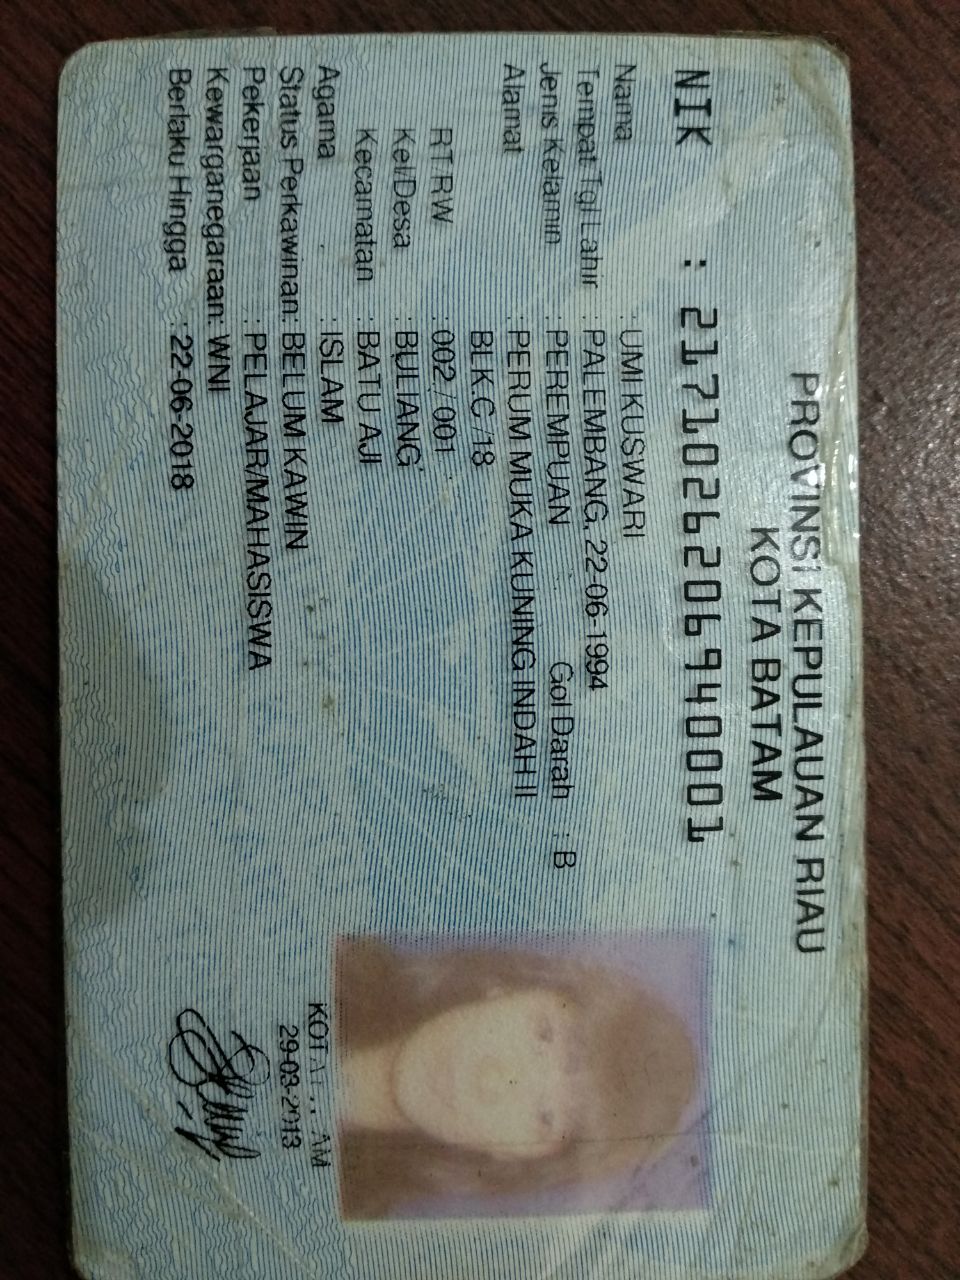 PROVINSI KEPULAUAN RIAU
KOTA BATAM
NIK : 2171026206940001
Nama : UMI KUSWARI
Tempat/Tgl Lahir : PALEMBANG, 22-06-1994
Jenis Kelamin : PEREMPUAN Gol Darah : B
Alamat : PERUM MUKA KUNING INDAH II
BLK.C /18
RT/RW : 002 / 001
Kel/Desa : BULIANG
Kecamatan : BATU AJI
Agama : ISLAM
Status Perkawinan: BELUM KAWIN
Pekerjaan : PELAJAR/MAHASISWA
Kewarganegaraan: WNI
Berlaku Hingga : 22-06-2018
KOTA
29-03-2013